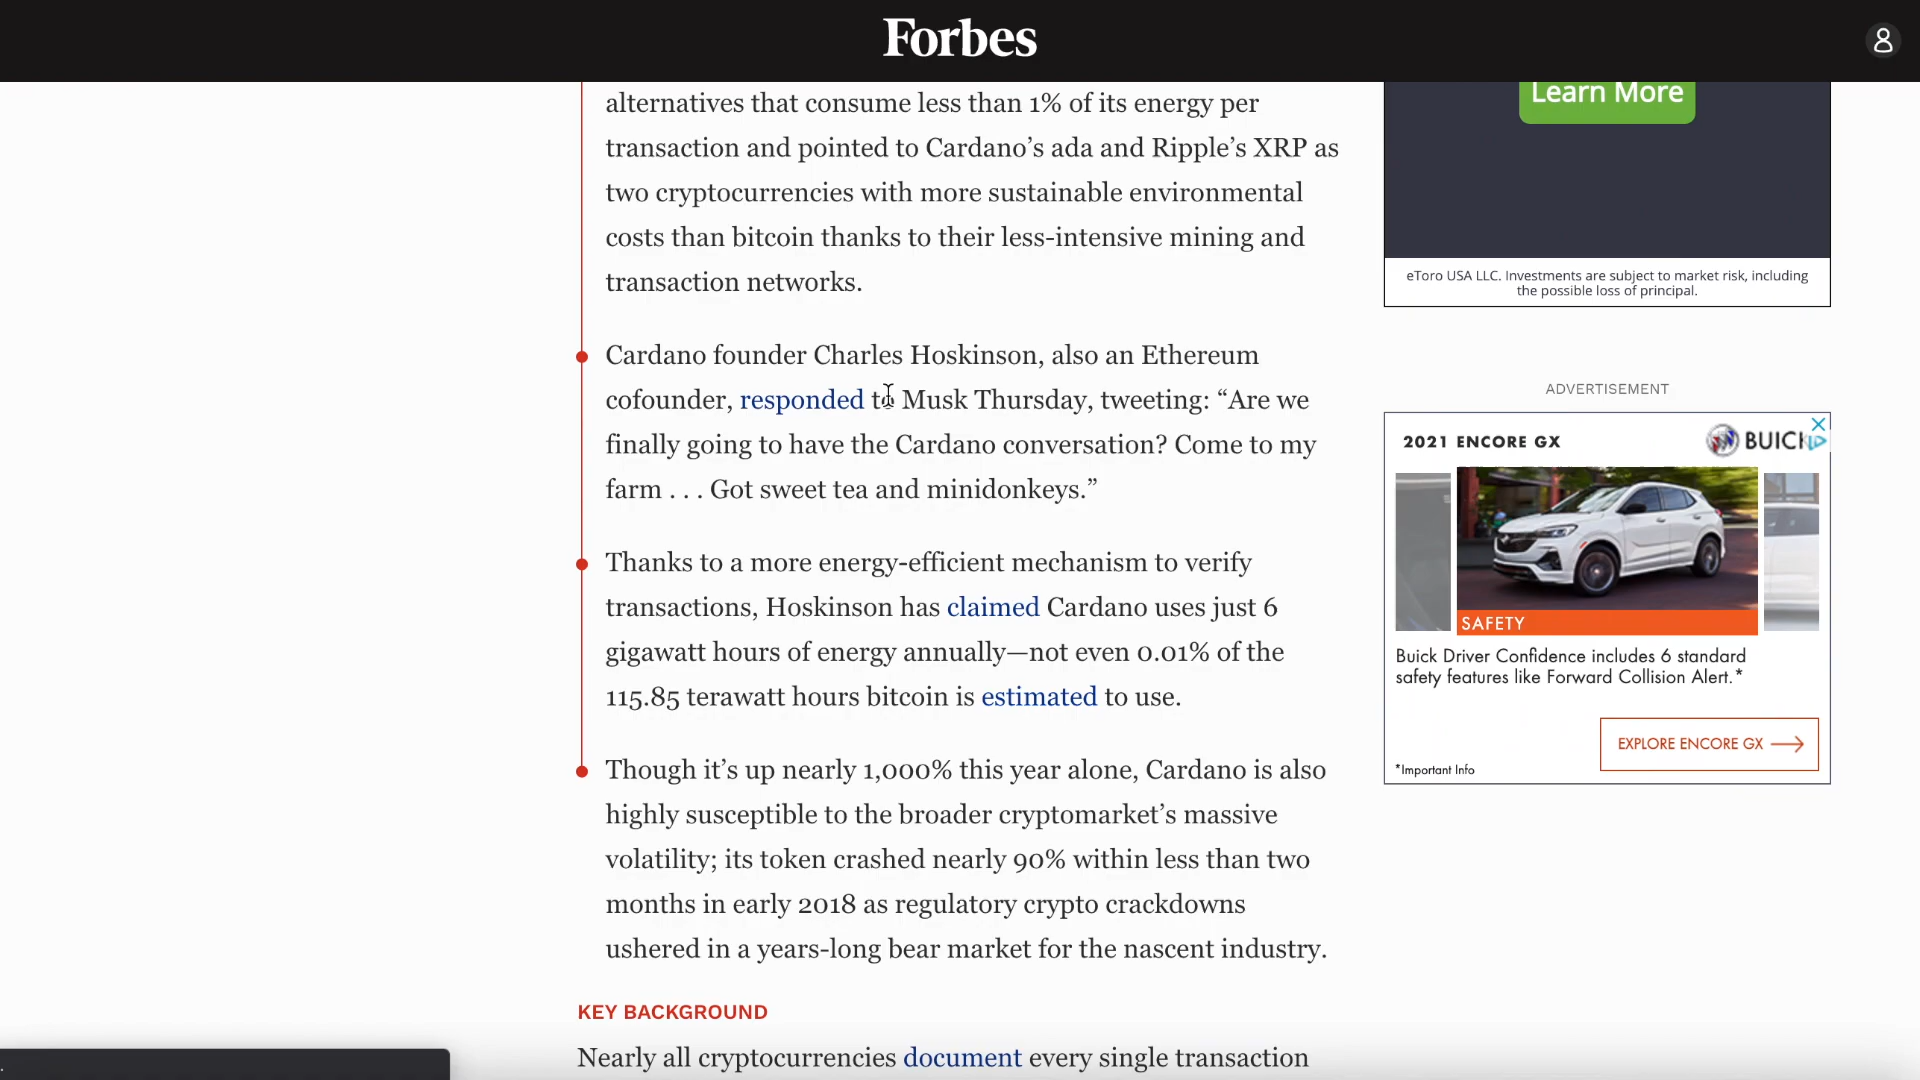 Forbes
alternatives that consume less than 1% of its energy per
transaction and pointed to Cardano’s ada and Ripple’s XRP as
two cryptocurrencies with more sustainable environmental
costs than bitcoin thanks to their less-intensive mining and
transaction networks.
Cardano founder Charles Hoskinson, also an Ethereum
cofounder, responded to Musk Thursday, tweeting: “Are we
finally going to have the Cardano conversation? Come to my
farm . . . Got sweet tea and minidonkeys.”
Thanks to a more energy-efficient mechanism to verify
transactions, Hoskinson has claimed Cardano uses just 6
gigawatt hours of energy annually—not even 0.01% of the
115.85 terawatt hours bitcoin is estimated to use.
Though it’s up nearly 1,000% this year alone, Cardano is also
highly susceptible to the broader cryptomarket’s massive
volatility; its token crashed nearly 90% within less than two
months in early 2018 as regulatory crypto crackdowns
ushered in a years-long bear market for the nascent industry.
KEY BACKGROUND
Nearly all cryptocurrencies document every single transaction
Learn More
eToro USA LLC. Investments are subject to market risk, including
the possible loss of principal.
ADVERTISEMENT
2021 ENCORE GX
BUICK
SAFETY
Buick Driver Confidence includes 6 standard
safety features like Forward Collision Alert.*
EXPLORE ENCORE GX
*Important Info